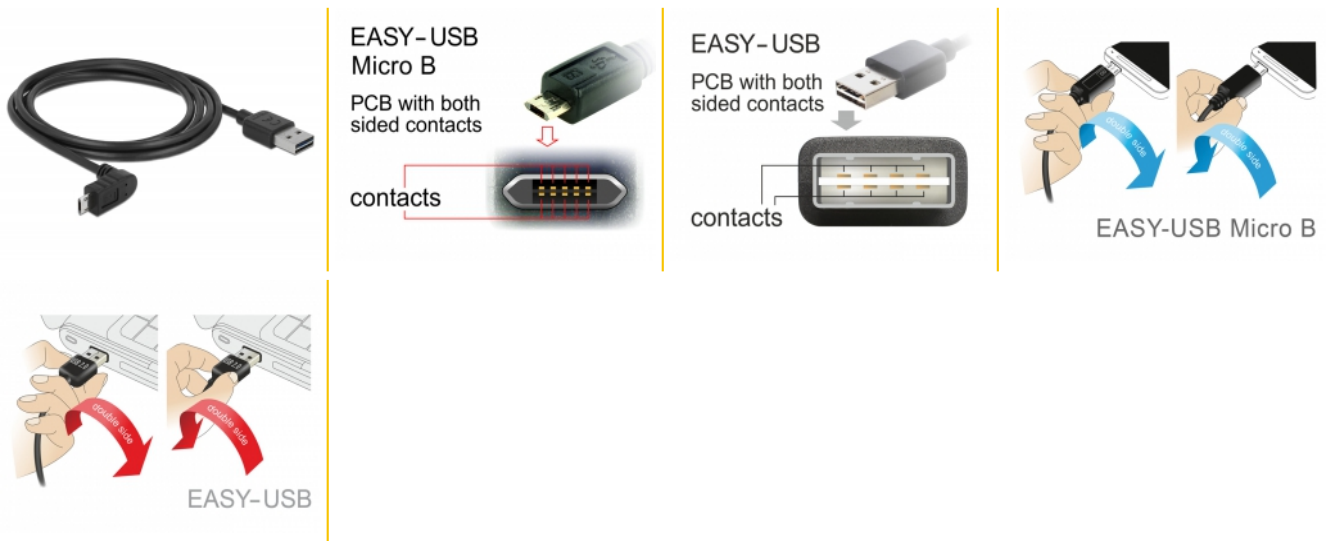 EASY-USB
Micro B
PCB with both
sided contacts
contacts
EASY-USB
PCB with both
sided contacts
contacts
double side
double side
EASY-USB Micro B
double side
double side
EASY-USB